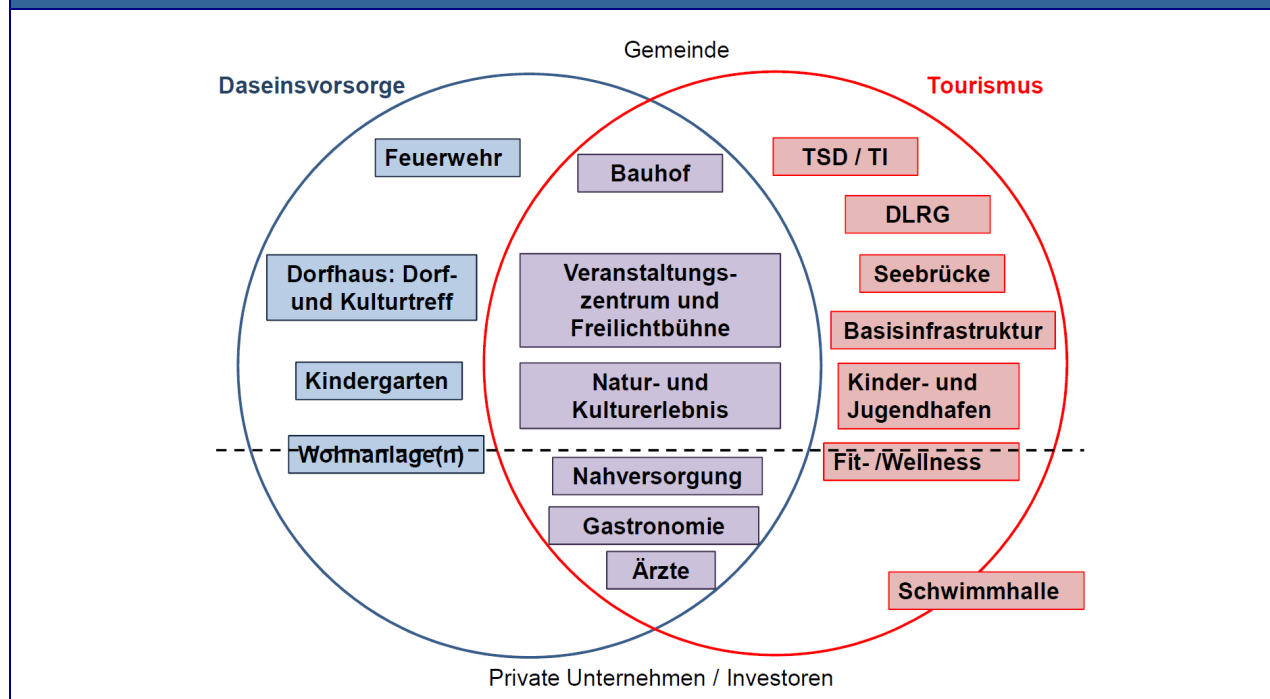 Gemeinde
Daseinsvorsorge
Tourismus
Feuerwehr
Bauhof
TSD / TI
DLRG
Dorfhaus: Dorf-
und Kulturtreff
Veranstaltungs-
zentrum und
Freilichtbühne
Seebrücke
Basisinfrastruktur
Kindergarten
Natur- und
Kulturerlebnis
Kinder- und
Jugendhafen
Wohnanlage(n)
Fit- /Wellness
Nahversorgung
Gastronomie
Ärzte
Schwimmhalle
Private Unternehmen / Investoren